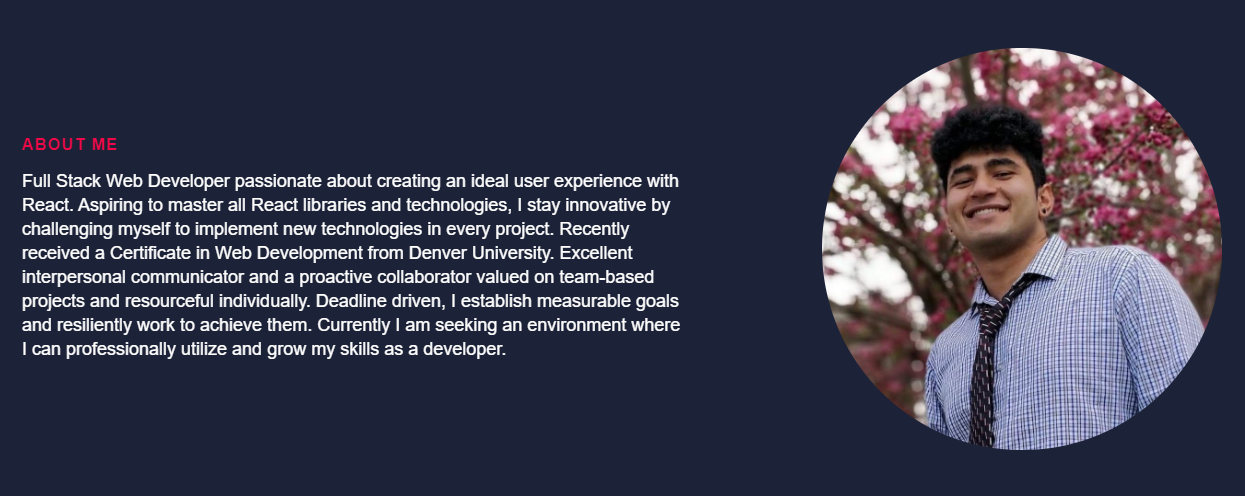 ABOUT ME
Full Stack Web Developer passionate about creating an ideal user experience with
React. Aspiring to master all React libraries and technologies, I stay innovative by
challenging myself to implement new technologies in every project. Recently
received a Certificate in Web Development from Denver University. Excellent
interpersonal communicator and a proactive collaborator valued on team-based
projects and resourceful individually. Deadline driven, I establish measurable goals
and resiliently work to achieve them. Currently I am seeking an environment where
I can professionally utilize and grow my skills as a developer.